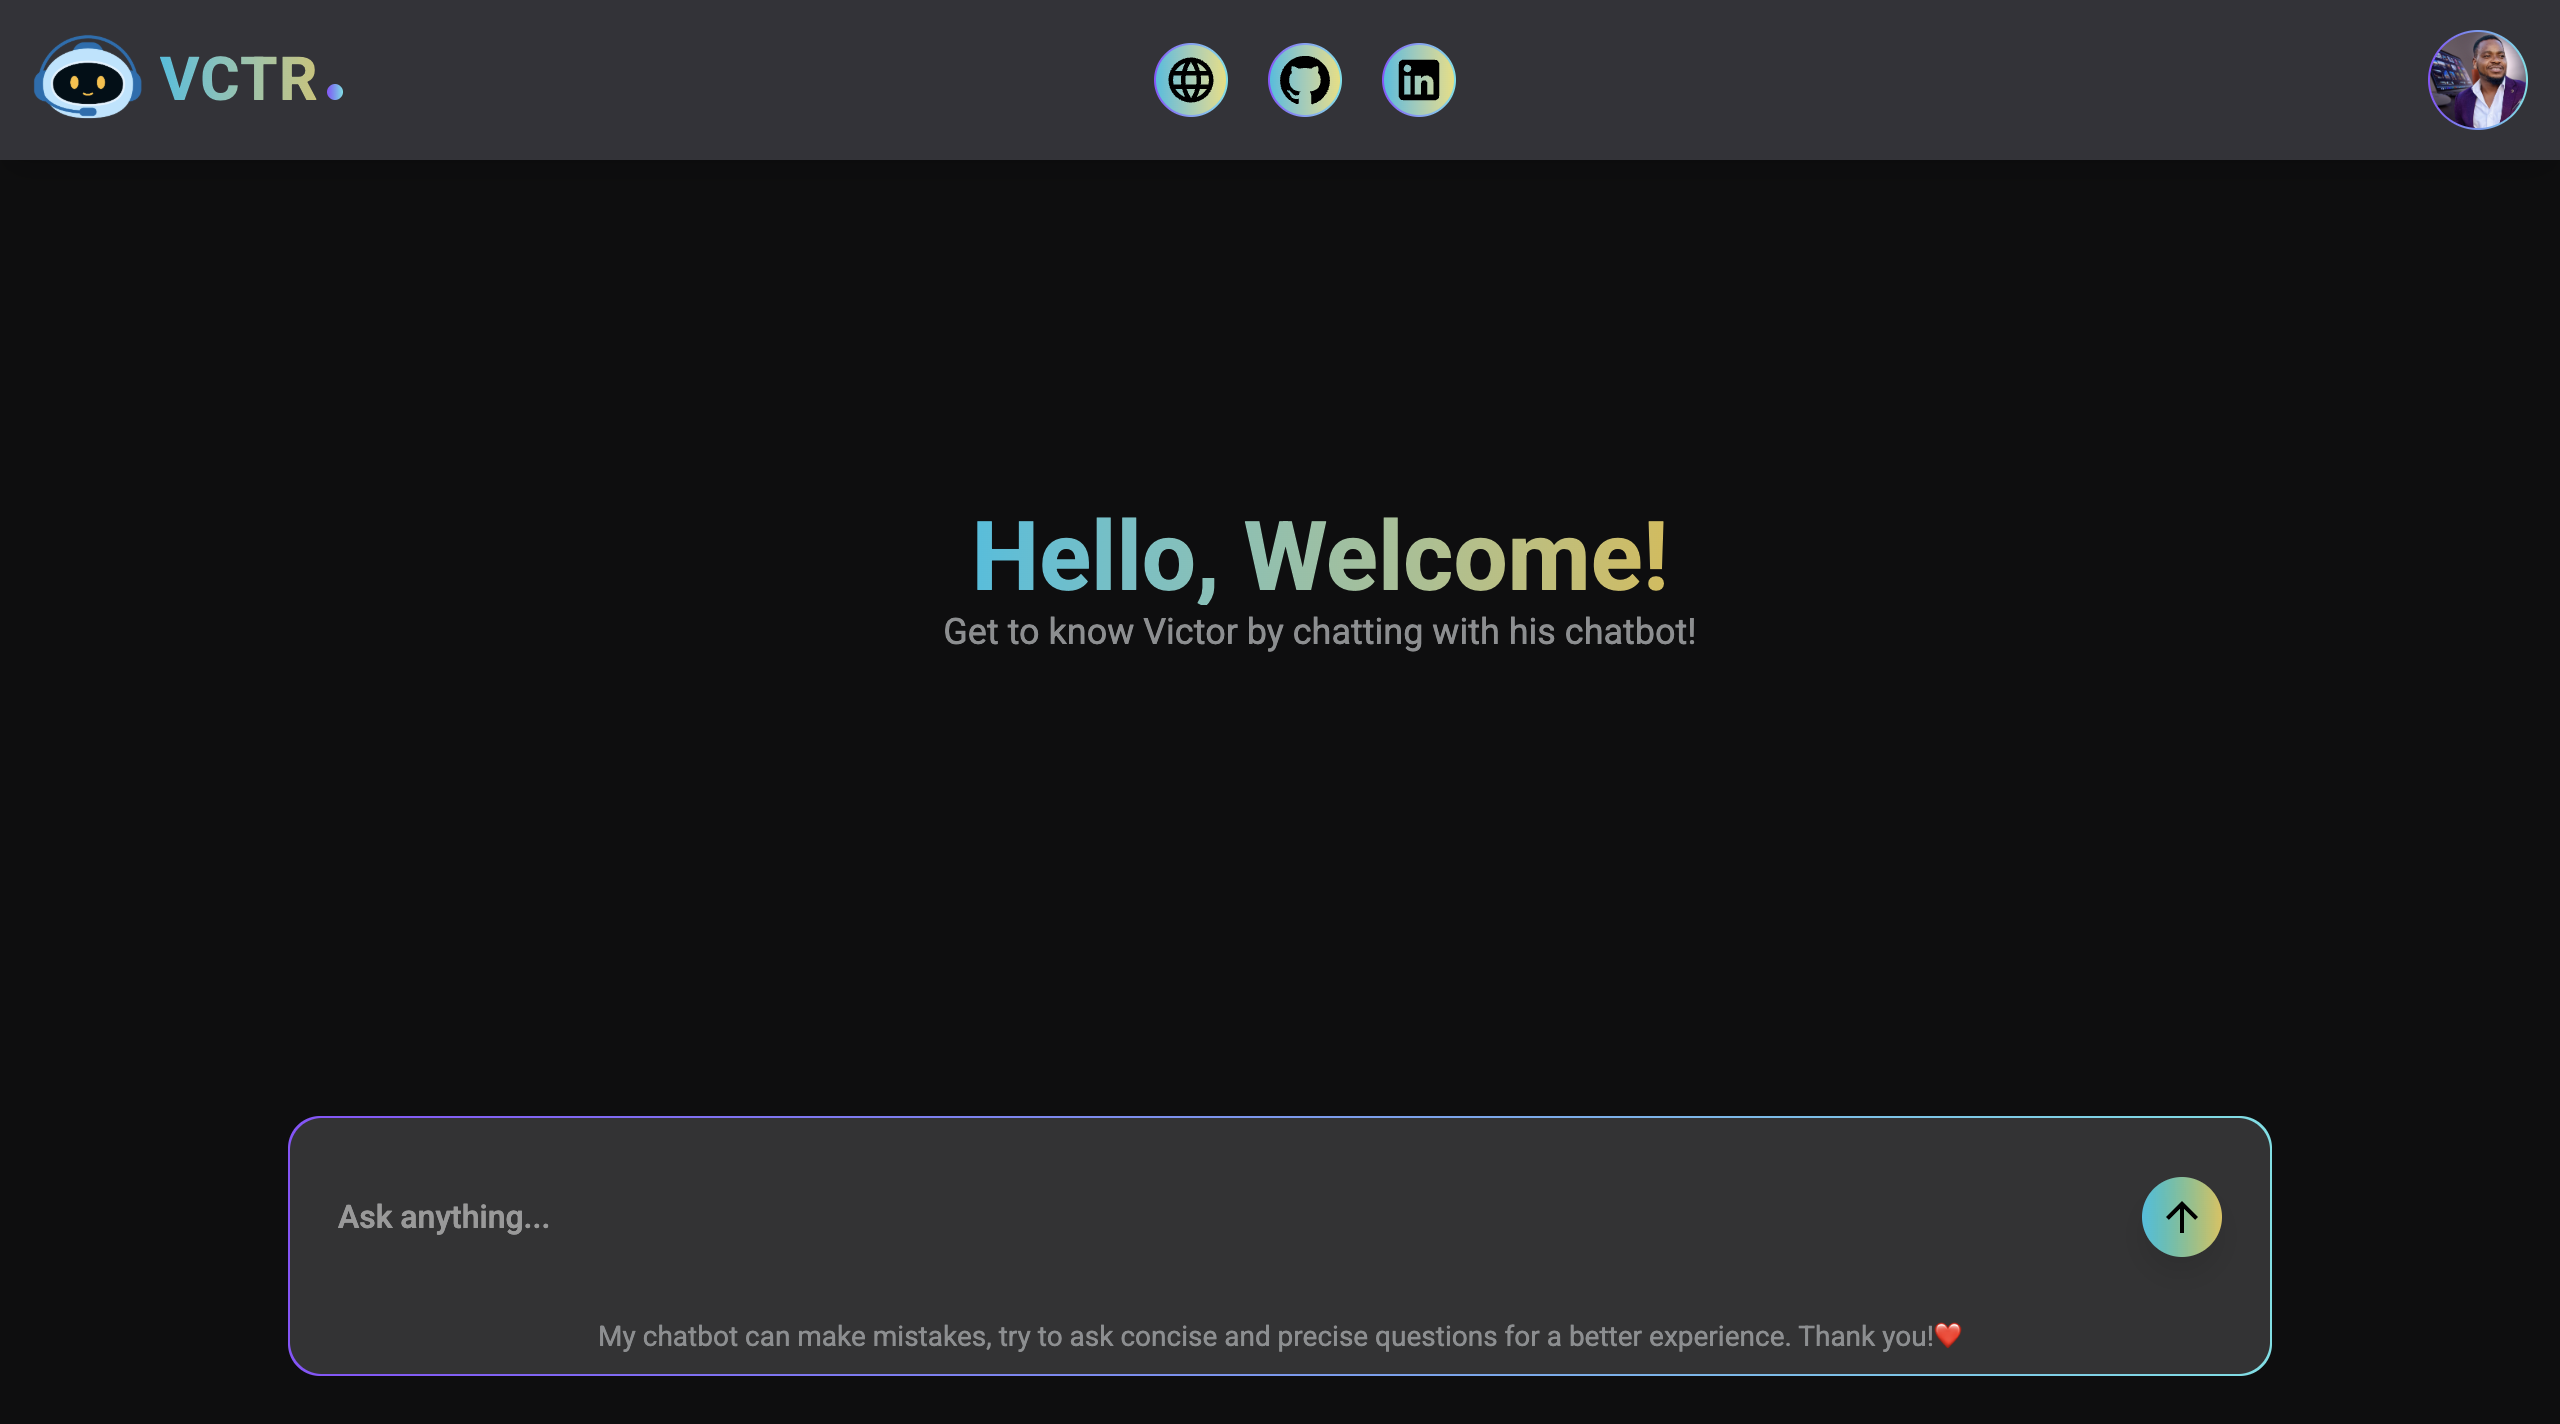 VCTR.
in
Hello, Welcome!
Get to know Victor by chatting with his chatbot!
Ask anything...
My chatbot can make mistakes, try to ask concise and precise questions for a better experience. Thank you!❤️